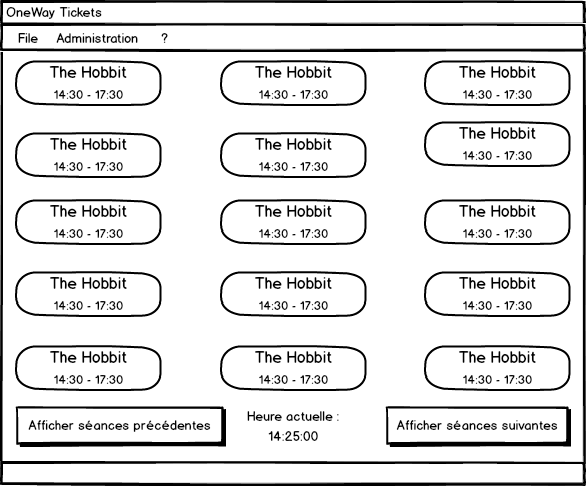 OneWay Tickets
File Administration ?
The Hobbit The Hobbit The Hobbit
14:30 - 17:30 14:30 - 17:30 14:30 - 17:30
The Hobbit The Hobbit The Hobbit
14:30 - 17:30 14:30 - 17:30 14:30 - 17:30
The Hobbit The Hobbit The Hobbit
14:30 - 17:30 14:30 - 17:30 14:30 - 17:30
The Hobbit The Hobbit The Hobbit
14:30 - 17:30 14:30 - 17:30 14:30 - 17:30
The Hobbit The Hobbit The Hobbit
14:30 - 17:30 14:30 - 17:30 14:30 - 17:30
Afficher séances précédentes
Heure actuelle :
14:25:00
Afficher séances suivantes